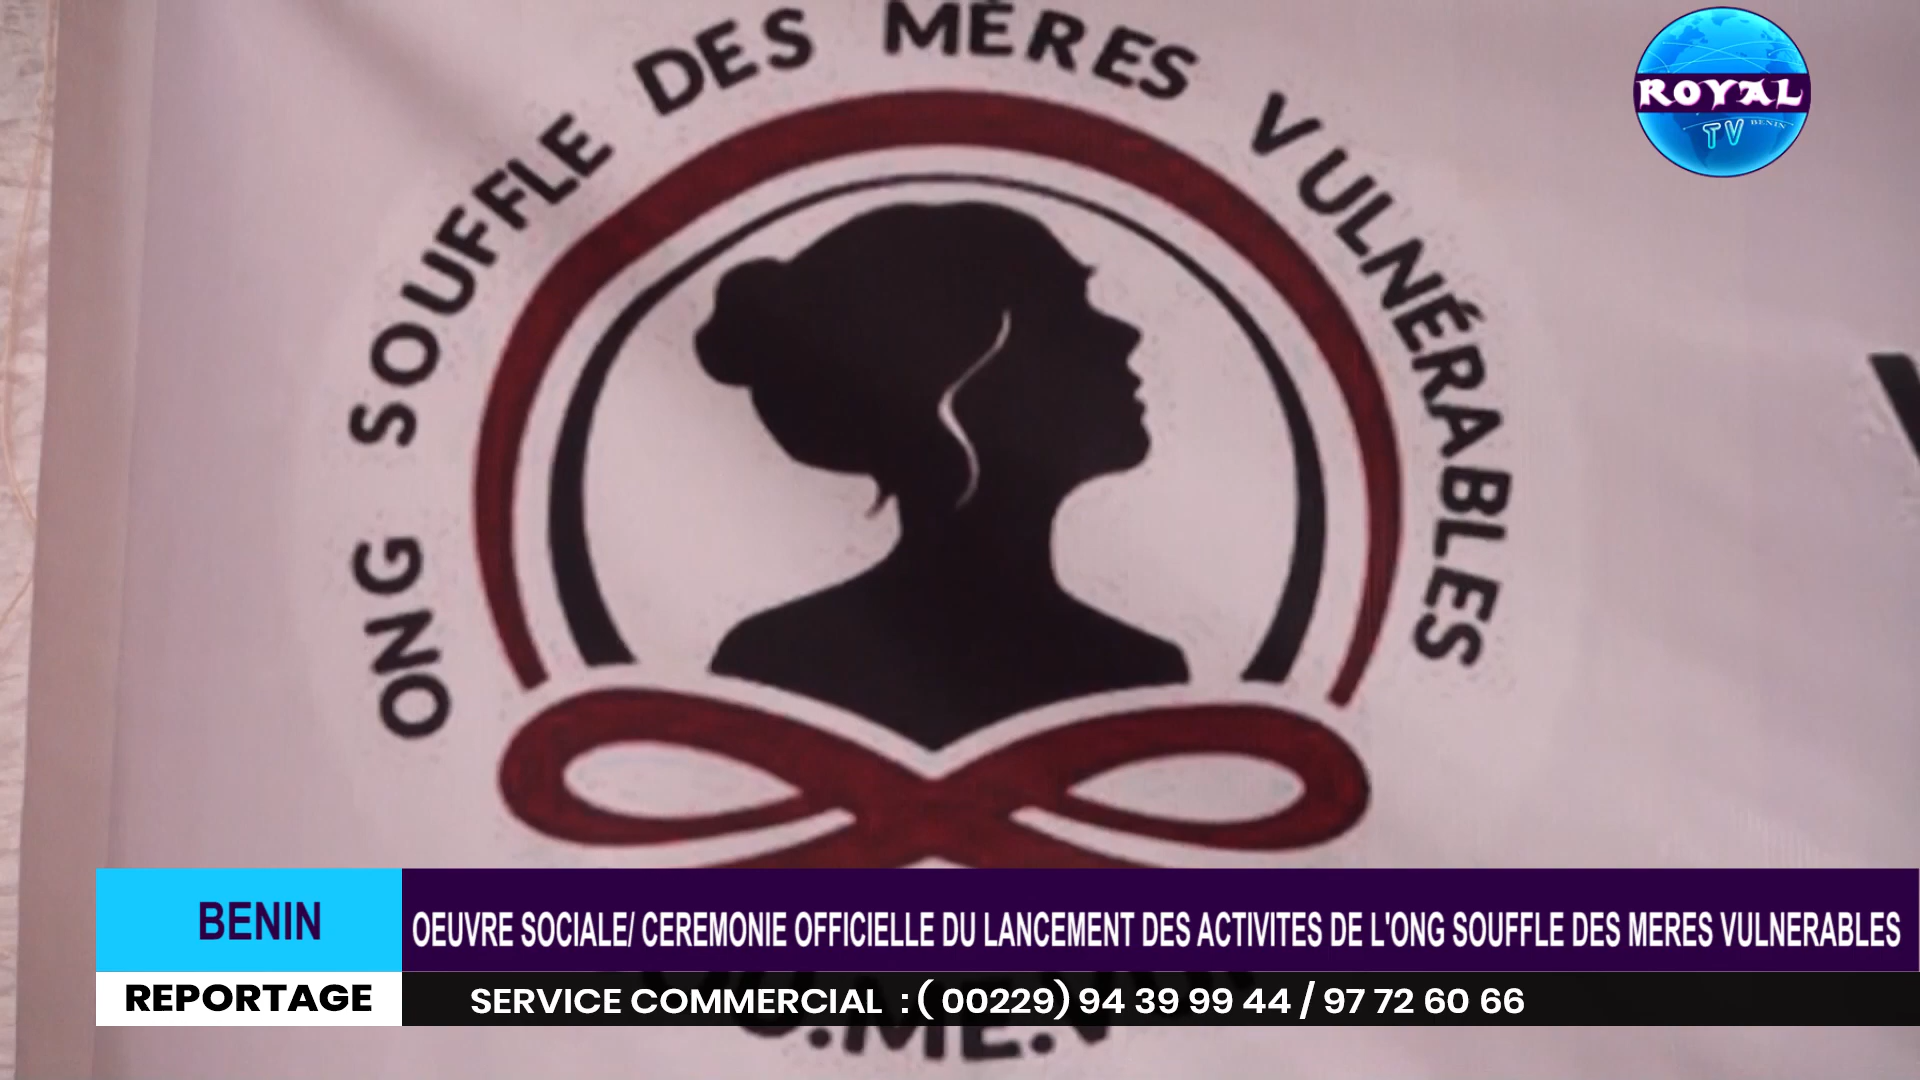 ONG SOUFFLE DES MÈRES VULNÉRABLES
ROYAL
TV BENIN
BENIN
OEUVRE SOCIALE/ CEREMONIE OFFICIELLE DU LANCEMENT DES ACTIVITES DE L'ONG SOUFFLE DES MERES VULNERABLES
REPORTAGE
SERVICE COMMERCIAL : ( 00229) 94 39 99 44 / 97 72 60 66